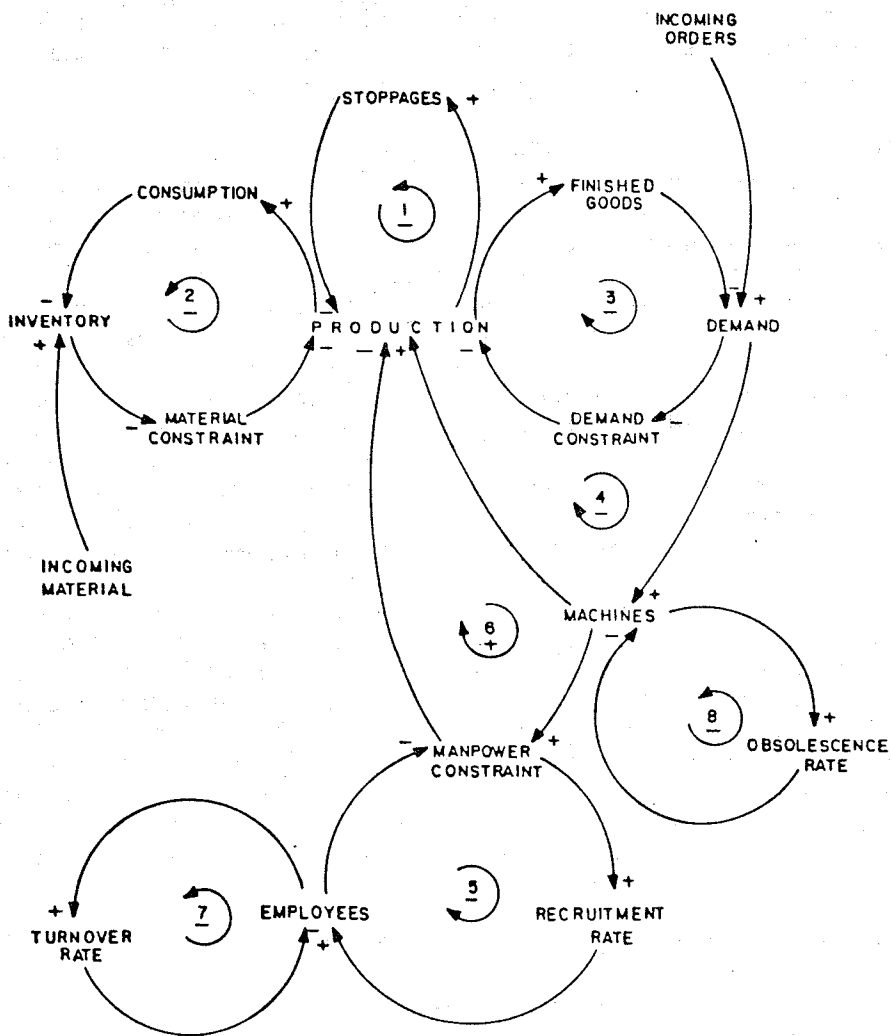 INCOMING
ORDERS
STOPPAGES +
CONSUMPTION +
1
-
+ FINISHED
GOODS
2
-
3
-
- -
- +
INVENTORY
+
PRODUCTION
- - + -
DEMAND
- MATERIAL
CONSTRAINT
DEMAND -
CONSTRAINT
4
-
INCOMING
MATERIAL
+
MACHINES
-
6
+
8
-
+
OBSOLESCENCE
RATE
- MANPOWER +
CONSTRAINT
5
-
+
RECRUITMENT
RATE
7
-
EMPLOYEES
- +
+
TURNOVER
RATE